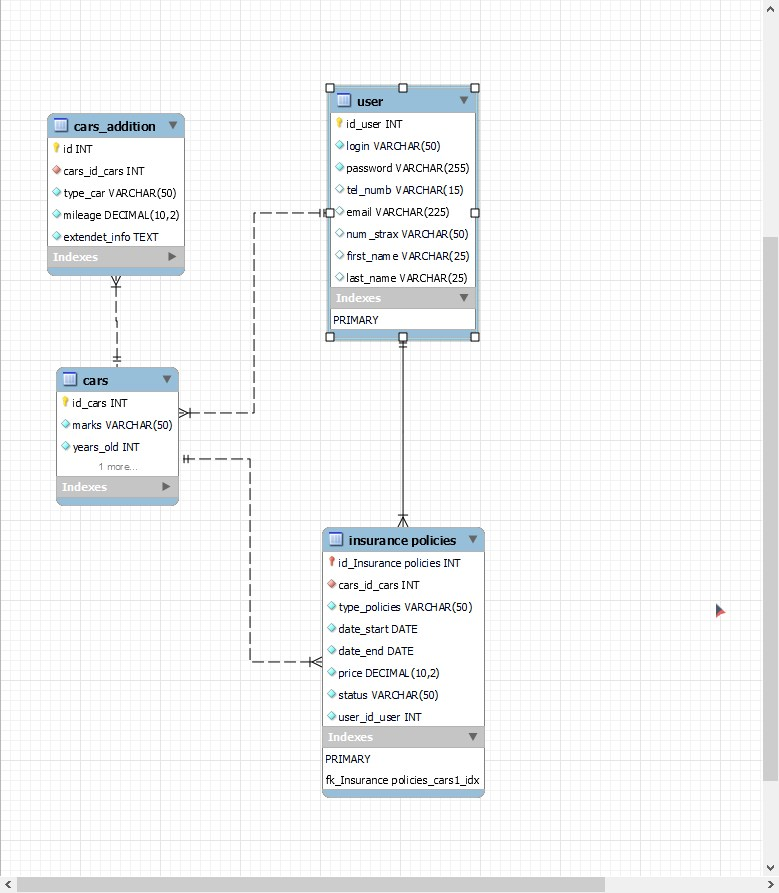 user
id_user INT
login VARCHAR(50)
password VARCHAR(255)
tel_numb VARCHAR(15)
email VARCHAR(225)
num_strax VARCHAR(50)
first_name VARCHAR(25)
last_name VARCHAR(25)
Indexes
PRIMARY
cars_addition
id INT
cars_id_cars INT
type_car VARCHAR(50)
mileage DECIMAL(10,2)
extendet_info TEXT
Indexes
cars
id_cars INT
marks VARCHAR(50)
years_old INT
1 more...
Indexes
insurance policies
id_Insurance policies INT
cars_id_cars INT
type_policies VARCHAR(50)
date_start DATE
date_end DATE
price DECIMAL(10,2)
status VARCHAR(50)
user_id_user INT
Indexes
PRIMARY
fk_Insurance policies_cars1_idx